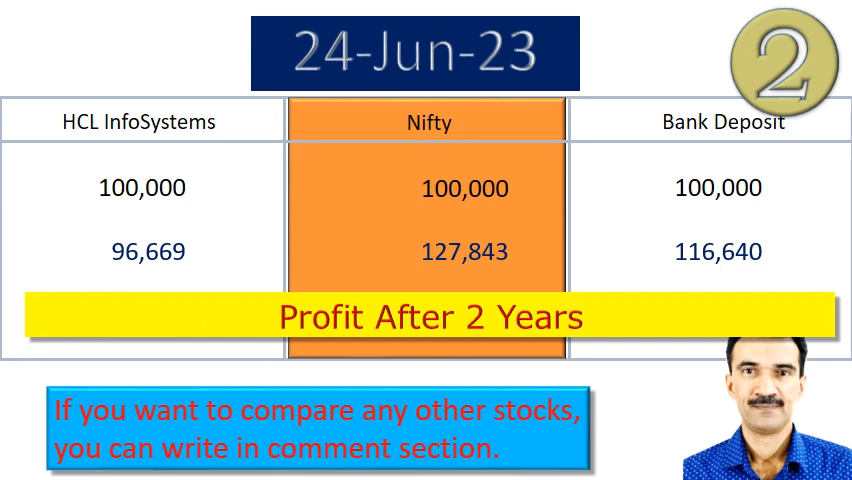 24-Jun-23
2
HCL InfoSystems Nifty Bank Deposit
100,000 100,000 100,000
96,669 127,843 116,640
Profit After 2 Years
If you want to compare any other stocks,
you can write in comment section.